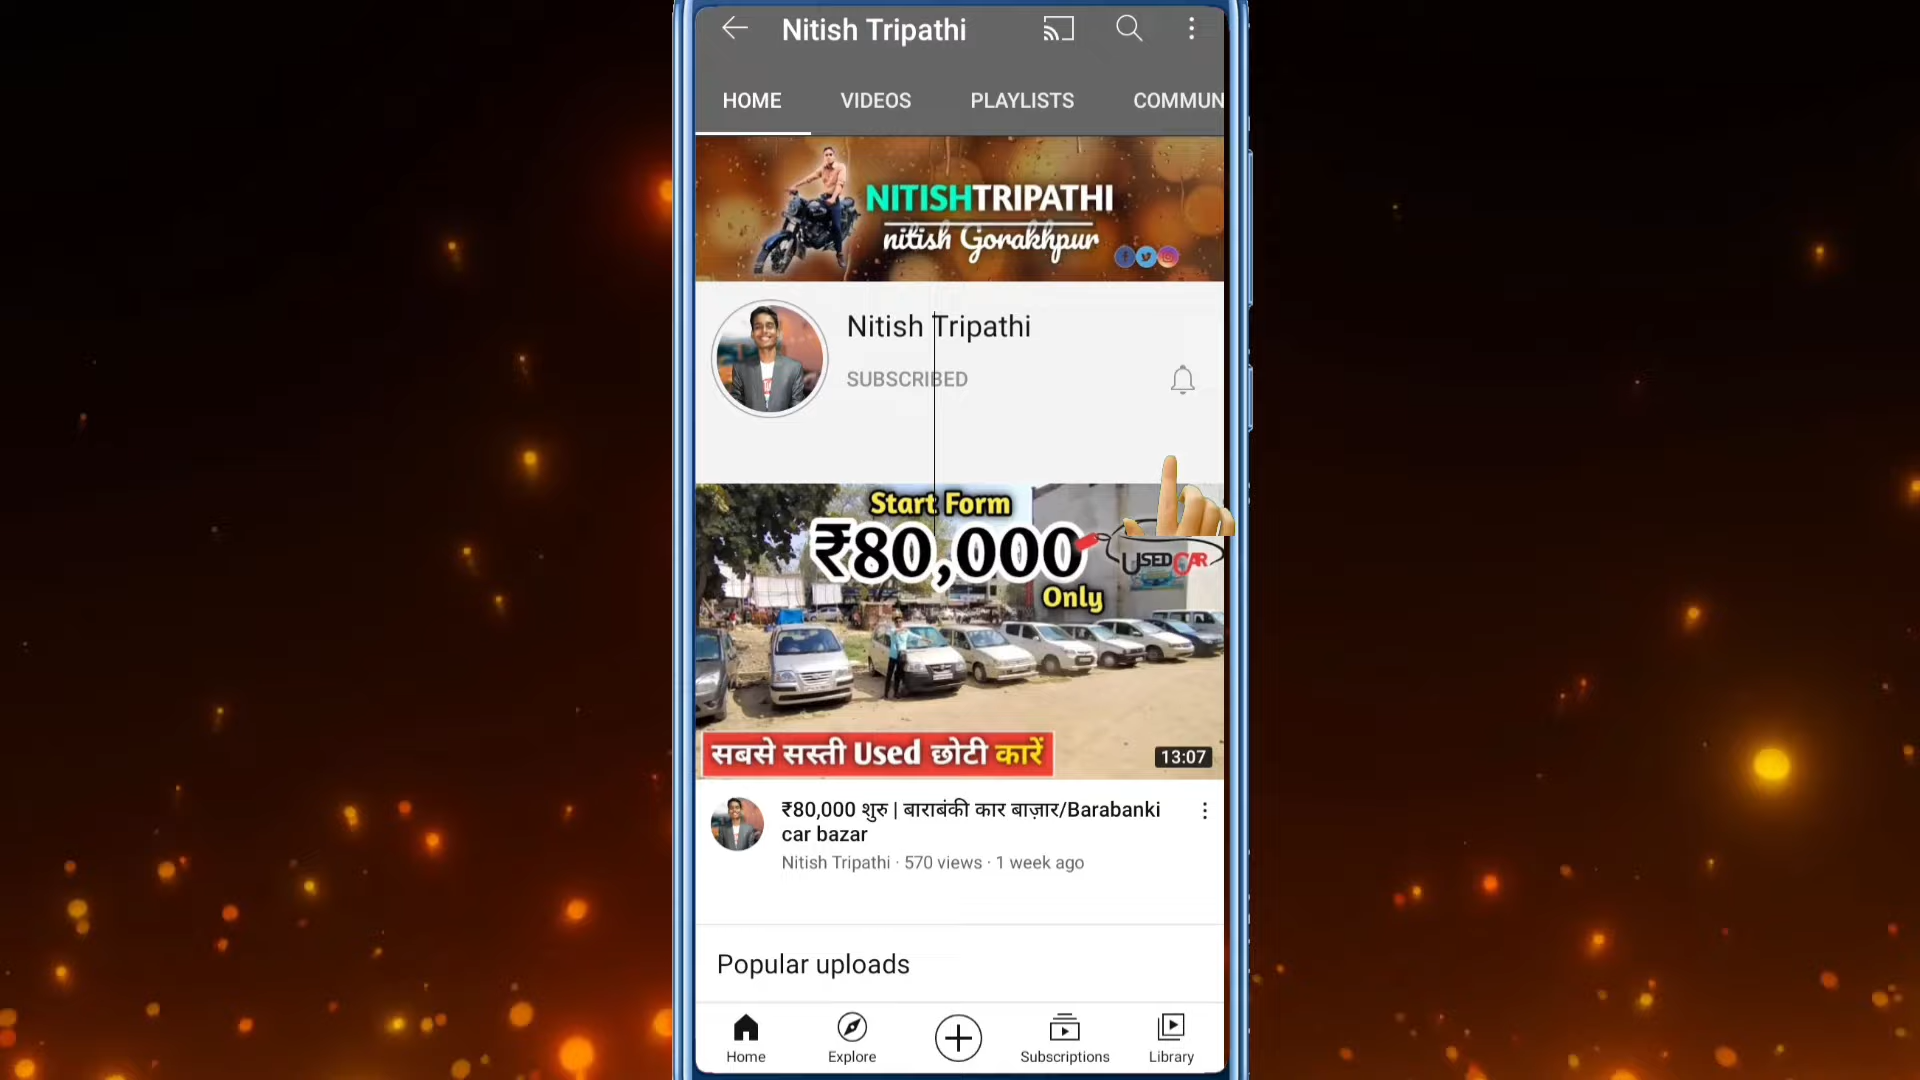 Nitish Tripathi
HOME VIDEOS PLAYLISTS COMMUN
NITISHTRIPATHI
nitish Gorakhpur
Nitish Tripathi
SUBSCRIBED
Start Form
₹80,000
USEDCAR
Only
सबसे सस्ती Used छोटी कारें
13:07
₹80,000 शुरु | बाराबंकी कार बाज़ार/Barabanki
car bazar
Nitish Tripathi · 570 views · 1 week ago
Popular uploads
Home Explore Subscriptions Library